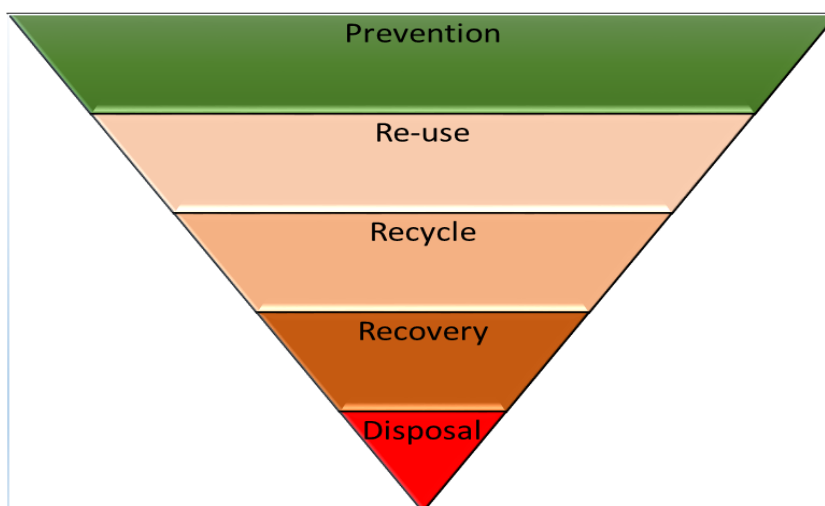 Prevention
Re-use
Recycle
Recovery
Disposal